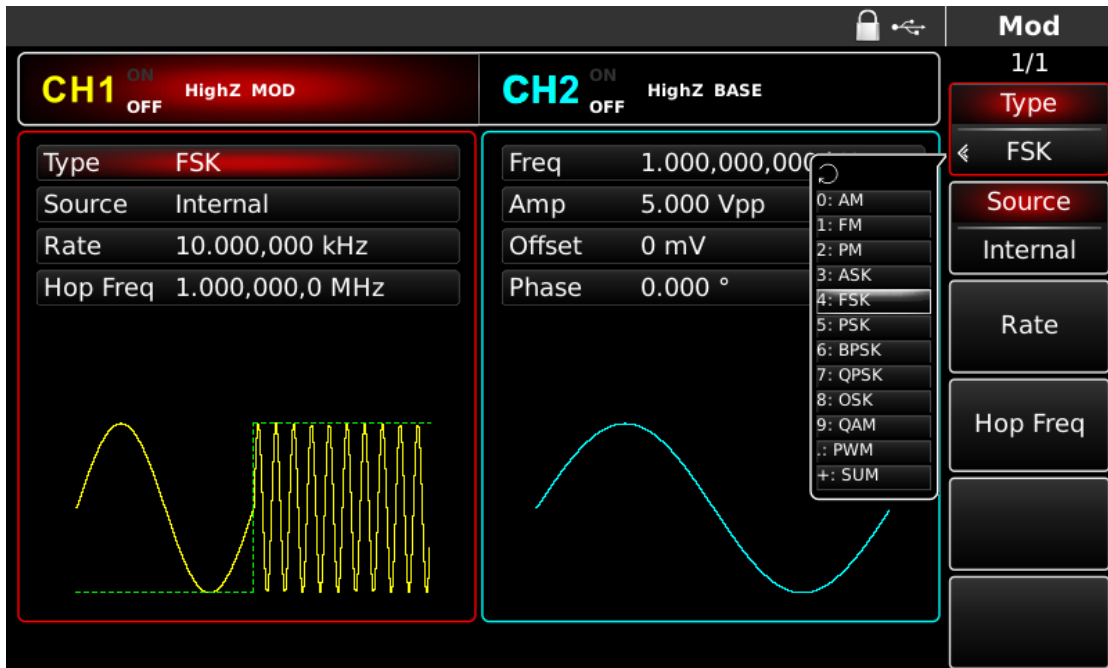 Mod
1/1
CH1 ON OFF HighZ MOD
CH2 ON OFF HighZ BASE
Type FSK
Source Internal
Rate 10.000,000 kHz
Hop Freq 1.000,000,0 MHz
Freq 1.000,000,000
Amp 5.000 Vpp
Offset 0 mV
Phase 0.000 °
0: AM
1: FM
2: PM
3: ASK
4: FSK
5: PSK
6: BPSK
7: QPSK
8: OSK
9: QAM
.: PWM
+: SUM
Type
FSK
Source
Internal
Rate
Hop Freq